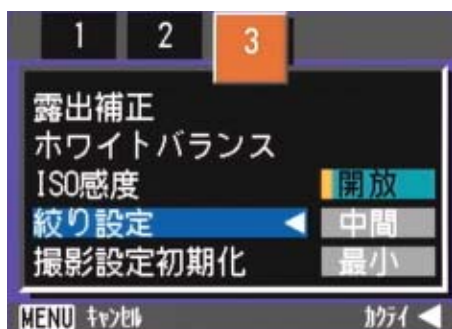 1 2 3
露出補正
ホワイトバランス
ISO感度 開放
絞り設定 ◀ 中間
撮影設定初期化 最小
MENU ｷｬﾝｾﾙ ｶｸﾃｲ ◀